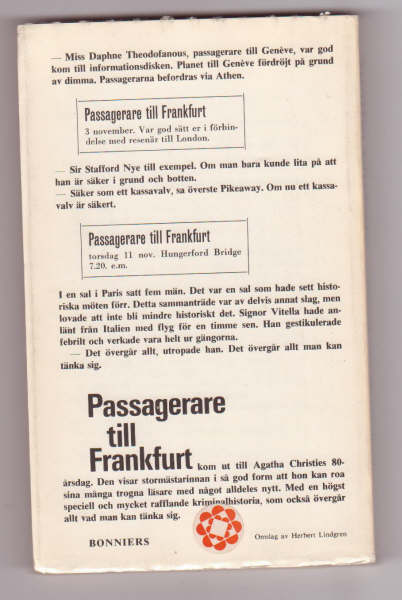 — Miss Daphne Theodofanous, passagerare till Genève, var god
kom till informationsdisken. Planet till Genève fördröjt på grund
av dimma. Passagerarna befordras via Athen.
Passagerare till Frankfurt
3 november. Var god sätt er i förbin-
delse med resenär till London.
— Sir Stafford Nye till exempel. Om man bara kunde lita på att
han är säker i grund och botten.
— Säker som ett kassavalv, sa överste Pikeaway. Om nu ett kassa-
valv är säkert.
Passagerare till Frankfurt
torsdag 11 nov. Hungerford Bridge
7.20. e.m.
I en sal i Paris satt fem män. Det var en sal som hade sett histo-
riska möten förr. Detta sammanträde var av delvis annat slag, men
lovade att inte bli mindre historiskt det. Signor Vitella hade an-
länt från Italien med flyg för en timme sen. Han gestikulerade
febrilt och verkade vara helt ur gängorna.
— Det övergår allt, utropade han. Det övergår allt man kan
tänka sig.
Passagerare
till
Frankfurt kom ut till Agatha Christies 80-
årsdag. Den visar stormästarinnan i så god form att hon kan roa
sina många trogna läsare med något alldeles nytt. Med en högst
speciell och mycket rafflande kriminalhistoria, som också övergår
allt vad man kan tänka sig.
BONNIERS
Omslag av Herbert Lindgren